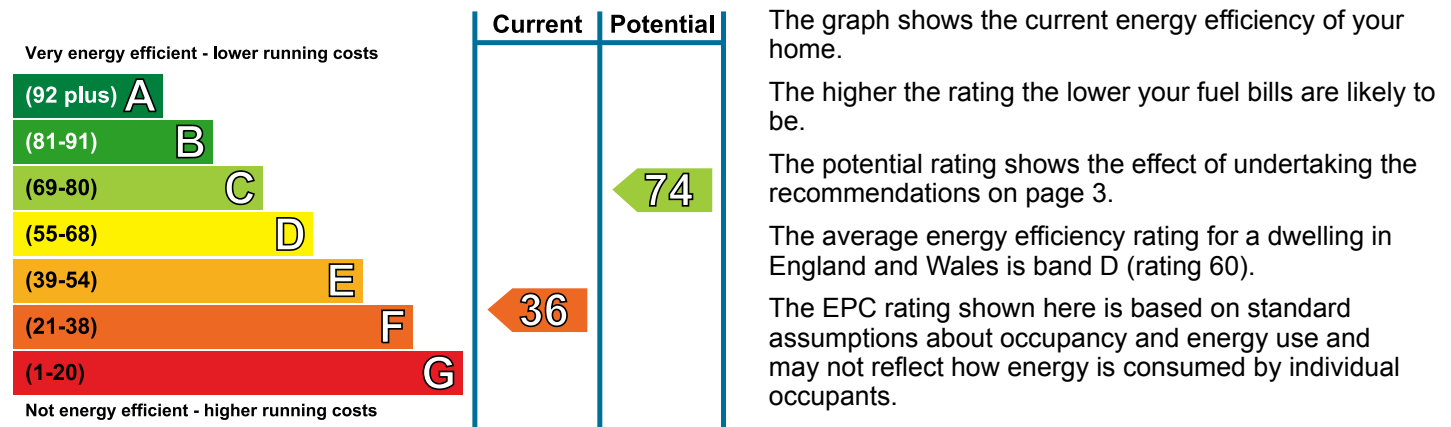 Current Potential
Very energy efficient - lower running costs
(92 plus) A
(81-91) B
(69-80) C
74
(55-68) D
(39-54) E
36
(21-38) F
(1-20) G
Not energy efficient - higher running costs
The graph shows the current energy efficiency of your
home.
The higher the rating the lower your fuel bills are likely to
be.
The potential rating shows the effect of undertaking the
recommendations on page 3.
The average energy efficiency rating for a dwelling in
England and Wales is band D (rating 60).
The EPC rating shown here is based on standard
assumptions about occupancy and energy use and
may not reflect how energy is consumed by individual
occupants.